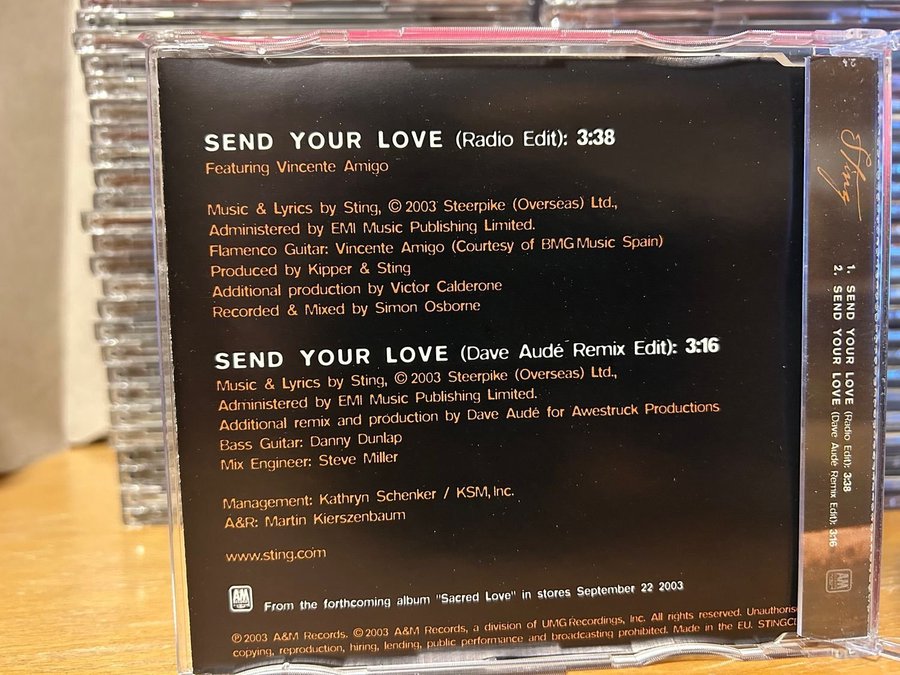 SEND YOUR LOVE (Radio Edit): 3:38
Featuring Vincente Amigo
Music & Lyrics by Sting, © 2003 Steerpike (Overseas) Ltd.,
Administered by EMI Music Publishing Limited.
Flamenco Guitar: Vincente Amigo (Courtesy of BMG Music Spain)
Produced by Kipper & Sting
Additional production by Victor Calderone
Recorded & Mixed by Simon Osborne
SEND YOUR LOVE (Dave Audé Remix Edit): 3:16
Music & Lyrics by Sting, © 2003 Steerpike (Overseas) Ltd.,
Administered by EMI Music Publishing Limited.
Additional remix and production by Dave Audé for Awestruck Productions
Bass Guitar: Danny Dunlap
Mix Engineer: Steve Miller
Management: Kathryn Schenker / KSM, Inc.
A&R: Martin Kierszenbaum
www.sting.com
A&M
From the forthcoming album "Sacred Love" in stores September 22 2003
℗ 2003 A&M Records. © 2003 A&M Records, a division of UMG Recordings, Inc. All rights reserved. Unauthoris
copying, reproduction, hiring, lending, public performance and broadcasting prohibited. Made in the EU. STINGCL
Sting
1. SEND YOUR LOVE (Radio Edit): 3:38
2. SEND YOUR LOVE (Dave Audé Remix Edit): 3:16
A&M